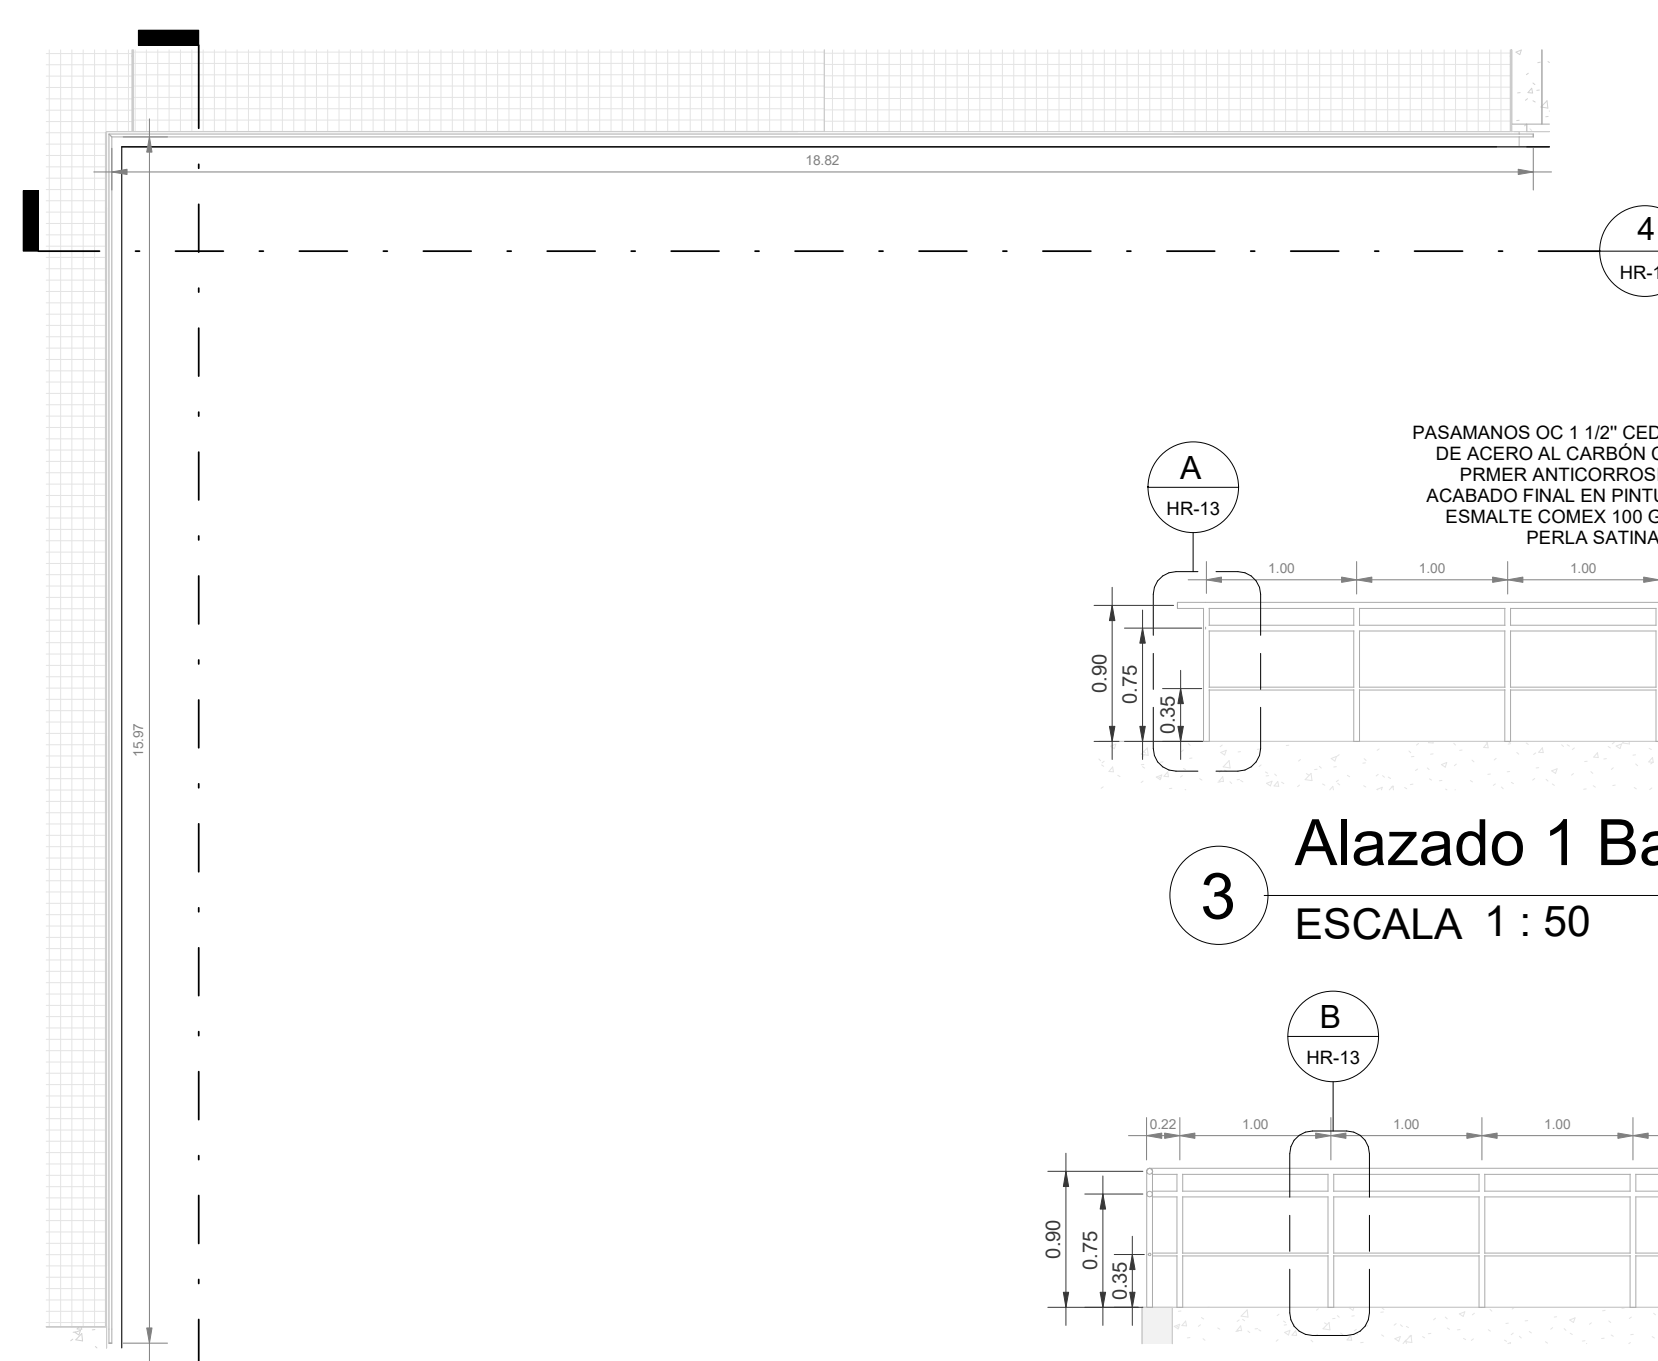 18.82
4
HR-1
15.97
PASAMANOS OC 1 1/2" CED
DE ACERO AL CARBÓN C
PRMER ANTICORROSI
ACABADO FINAL EN PINTU
ESMALTE COMEX 100 G
PERLA SATINA
A
HR-13
1.00 1.00 1.00
0.90
0.75
0.35
3
Alazado 1 Ba
ESCALA 1 : 50
B
HR-13
0.22 1.00 1.00 1.00
0.90
0.75
0.35